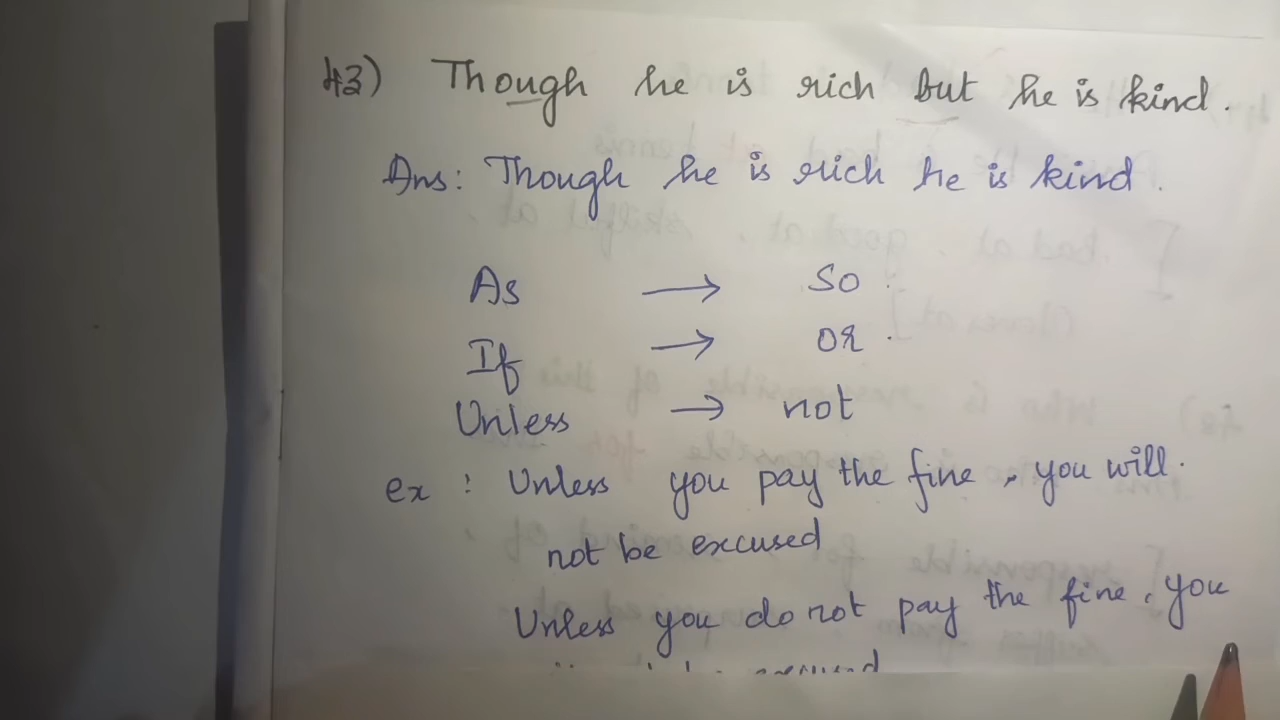 43) Though he is rich but he is kind.
Ans: Though he is rich he is kind.
As → So.
If → or.
Unless → not
ex : Unless you pay the fine, you will.
not be excused
Unless you do not pay the fine, you